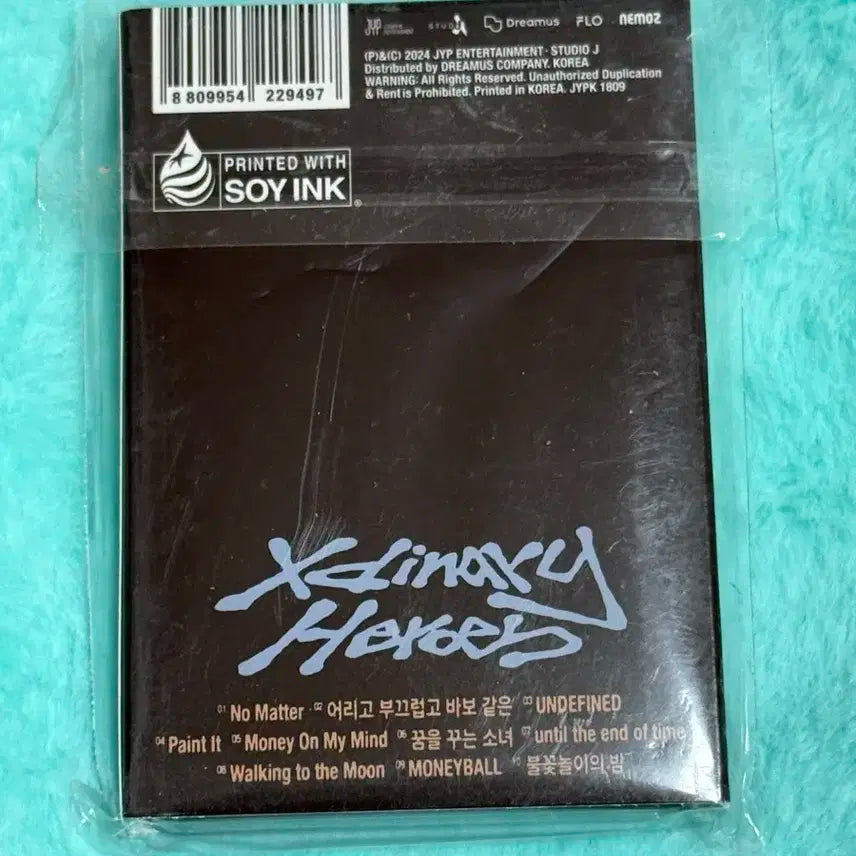 JYP STUDIO J Dreamus FLO NEMOZ
(P)&(C) 2024 JYP ENTERTAINMENT· STUDIO J
Distributed by DREAMUS COMPANY. KOREA
WARNING: All Rights Reserved. Unauthorized Duplication
& Rent is Prohibited. Printed in KOREA. JYPK 1809
8 809954 229497
PRINTED WITH
SOY INK®
Xdinary
Heroes
01 No Matter 02 어리고 부끄럽고 바보 같은 03 UNDEFINED
04 Paint It 05 Money On My Mind 06 꿈을 꾸는 소녀 07 until the end of time
08 Walking to the Moon 09 MONEYBALL 10 불꽃놀이의 밤